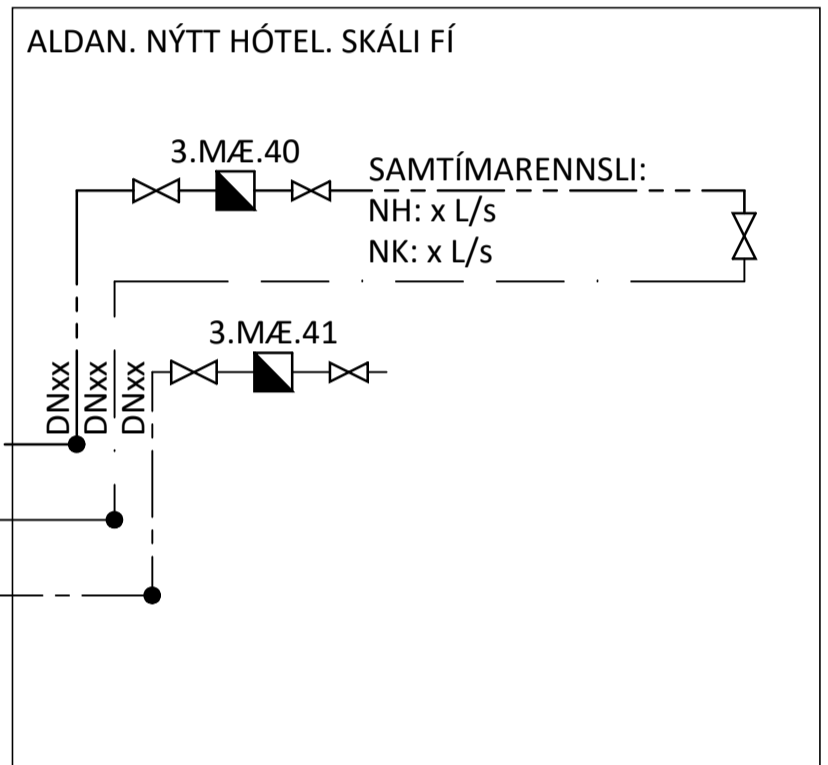 ALDAN. NÝTT HÓTEL. SKÁLI FÍ
3.MÆ.40
SAMTÍMARENNSLI:
NH: x L/s
NK: x L/s
3.MÆ.41
DNxx
DNxx
DNxx